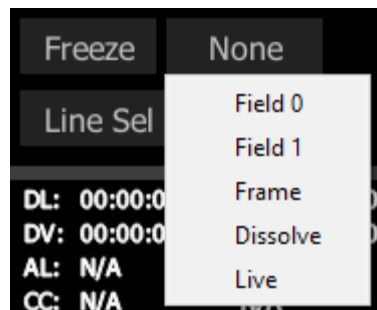 Freeze None
Line Sel
Field 0
Field 1
Frame
Dissolve
Live
DL: 00:00:0
DV: 00:00:0
AL: N/A
CC: N/A